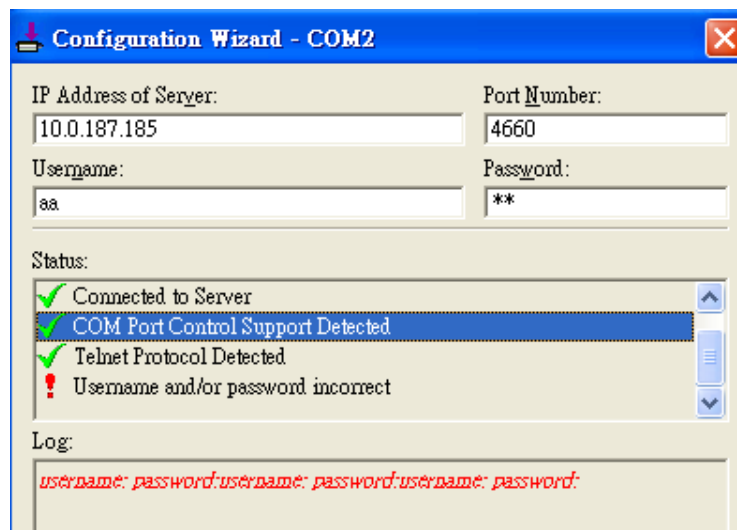 Configuration Wizard - COM2
IP Address of Server: Port Number:
10.0.187.185 4660
Username: Password:
aa **
Status:
Connected to Server
COM Port Control Support Detected
Telnet Protocol Detected
Username and/or password incorrect
Log:
username: password:username: password:username: password: